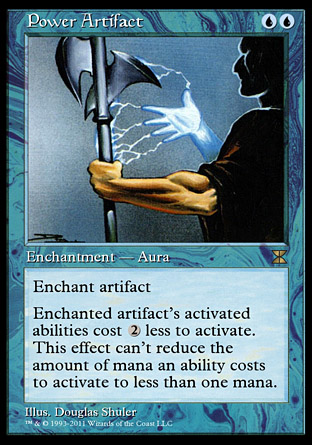 Power Artifact
Enchantment — Aura
Enchant artifact
Enchanted artifact's activated
abilities cost 2 less to activate.
This effect can't reduce the
amount of mana an ability costs
to activate to less than one mana.
Illus. Douglas Shuler
™ & © 1993-2011 Wizards of the Coast LLC